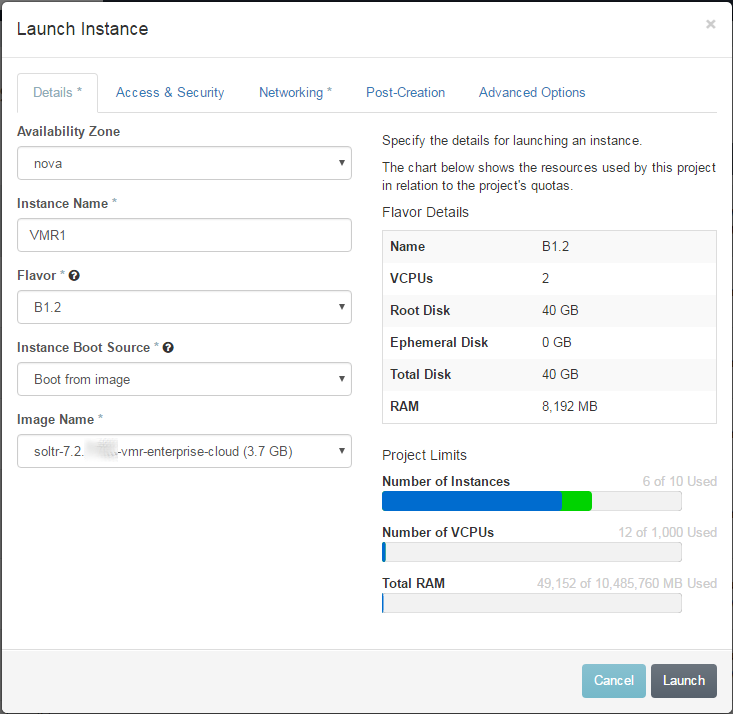 Launch Instance
×
Details * Access & Security Networking * Post-Creation Advanced Options
Availability Zone
nova
Instance Name *
VMR1
Flavor *
B1.2
Instance Boot Source *
Boot from image
Image Name *
soltr-7.2. -vmr-enterprise-cloud (3.7 GB)
Specify the details for launching an instance.
The chart below shows the resources used by this project
in relation to the project's quotas.
Flavor Details
Name B1.2
VCPUs 2
Root Disk 40 GB
Ephemeral Disk 0 GB
Total Disk 40 GB
RAM 8,192 MB
Project Limits
Number of Instances 6 of 10 Used
Number of VCPUs 12 of 1,000 Used
Total RAM 49,152 of 10,485,760 MB Used
Cancel Launch